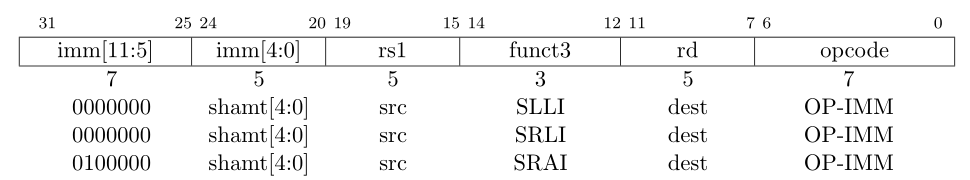 31 25 24 20 19 15 14 12 11 7 6 0
imm[11:5] imm[4:0] rs1 funct3 rd opcode
7 5 5 3 5 7
0000000 shamt[4:0] src SLLI dest OP-IMM
0000000 shamt[4:0] src SRLI dest OP-IMM
0100000 shamt[4:0] src SRAI dest OP-IMM